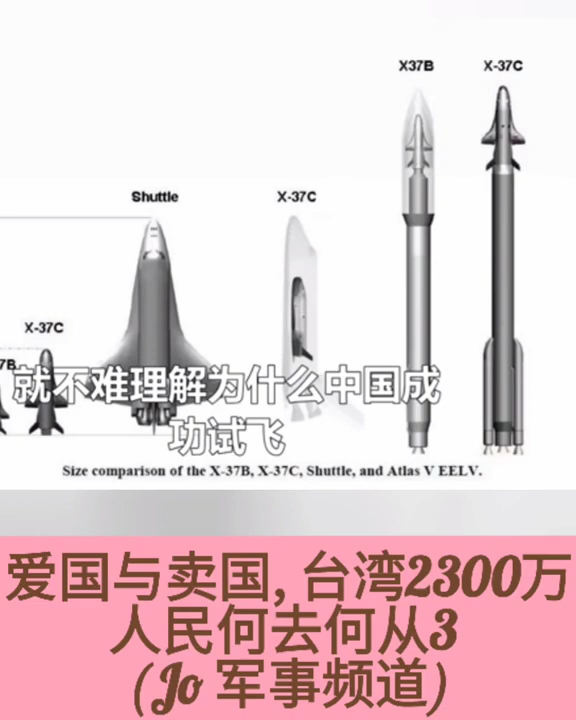 X37B
X-37C
Shuttle
X-37C
X-37C
7B
就不难理解为什么中国成
功试飞
Size comparison of the X-37B, X-37C, Shuttle, and Atlas V EELV.
爱国与卖国,台湾2300万
人民何去何从3
(Jo 军事频道)